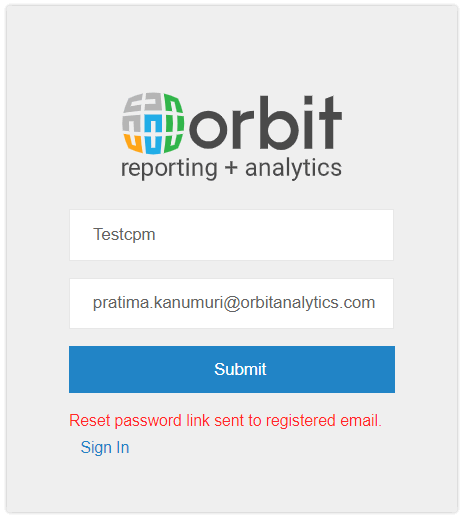 orbit
reporting + analytics
Testcpm
pratima.kanumuri@orbitanalytics.com
Submit
Reset password link sent to registered email.
Sign In